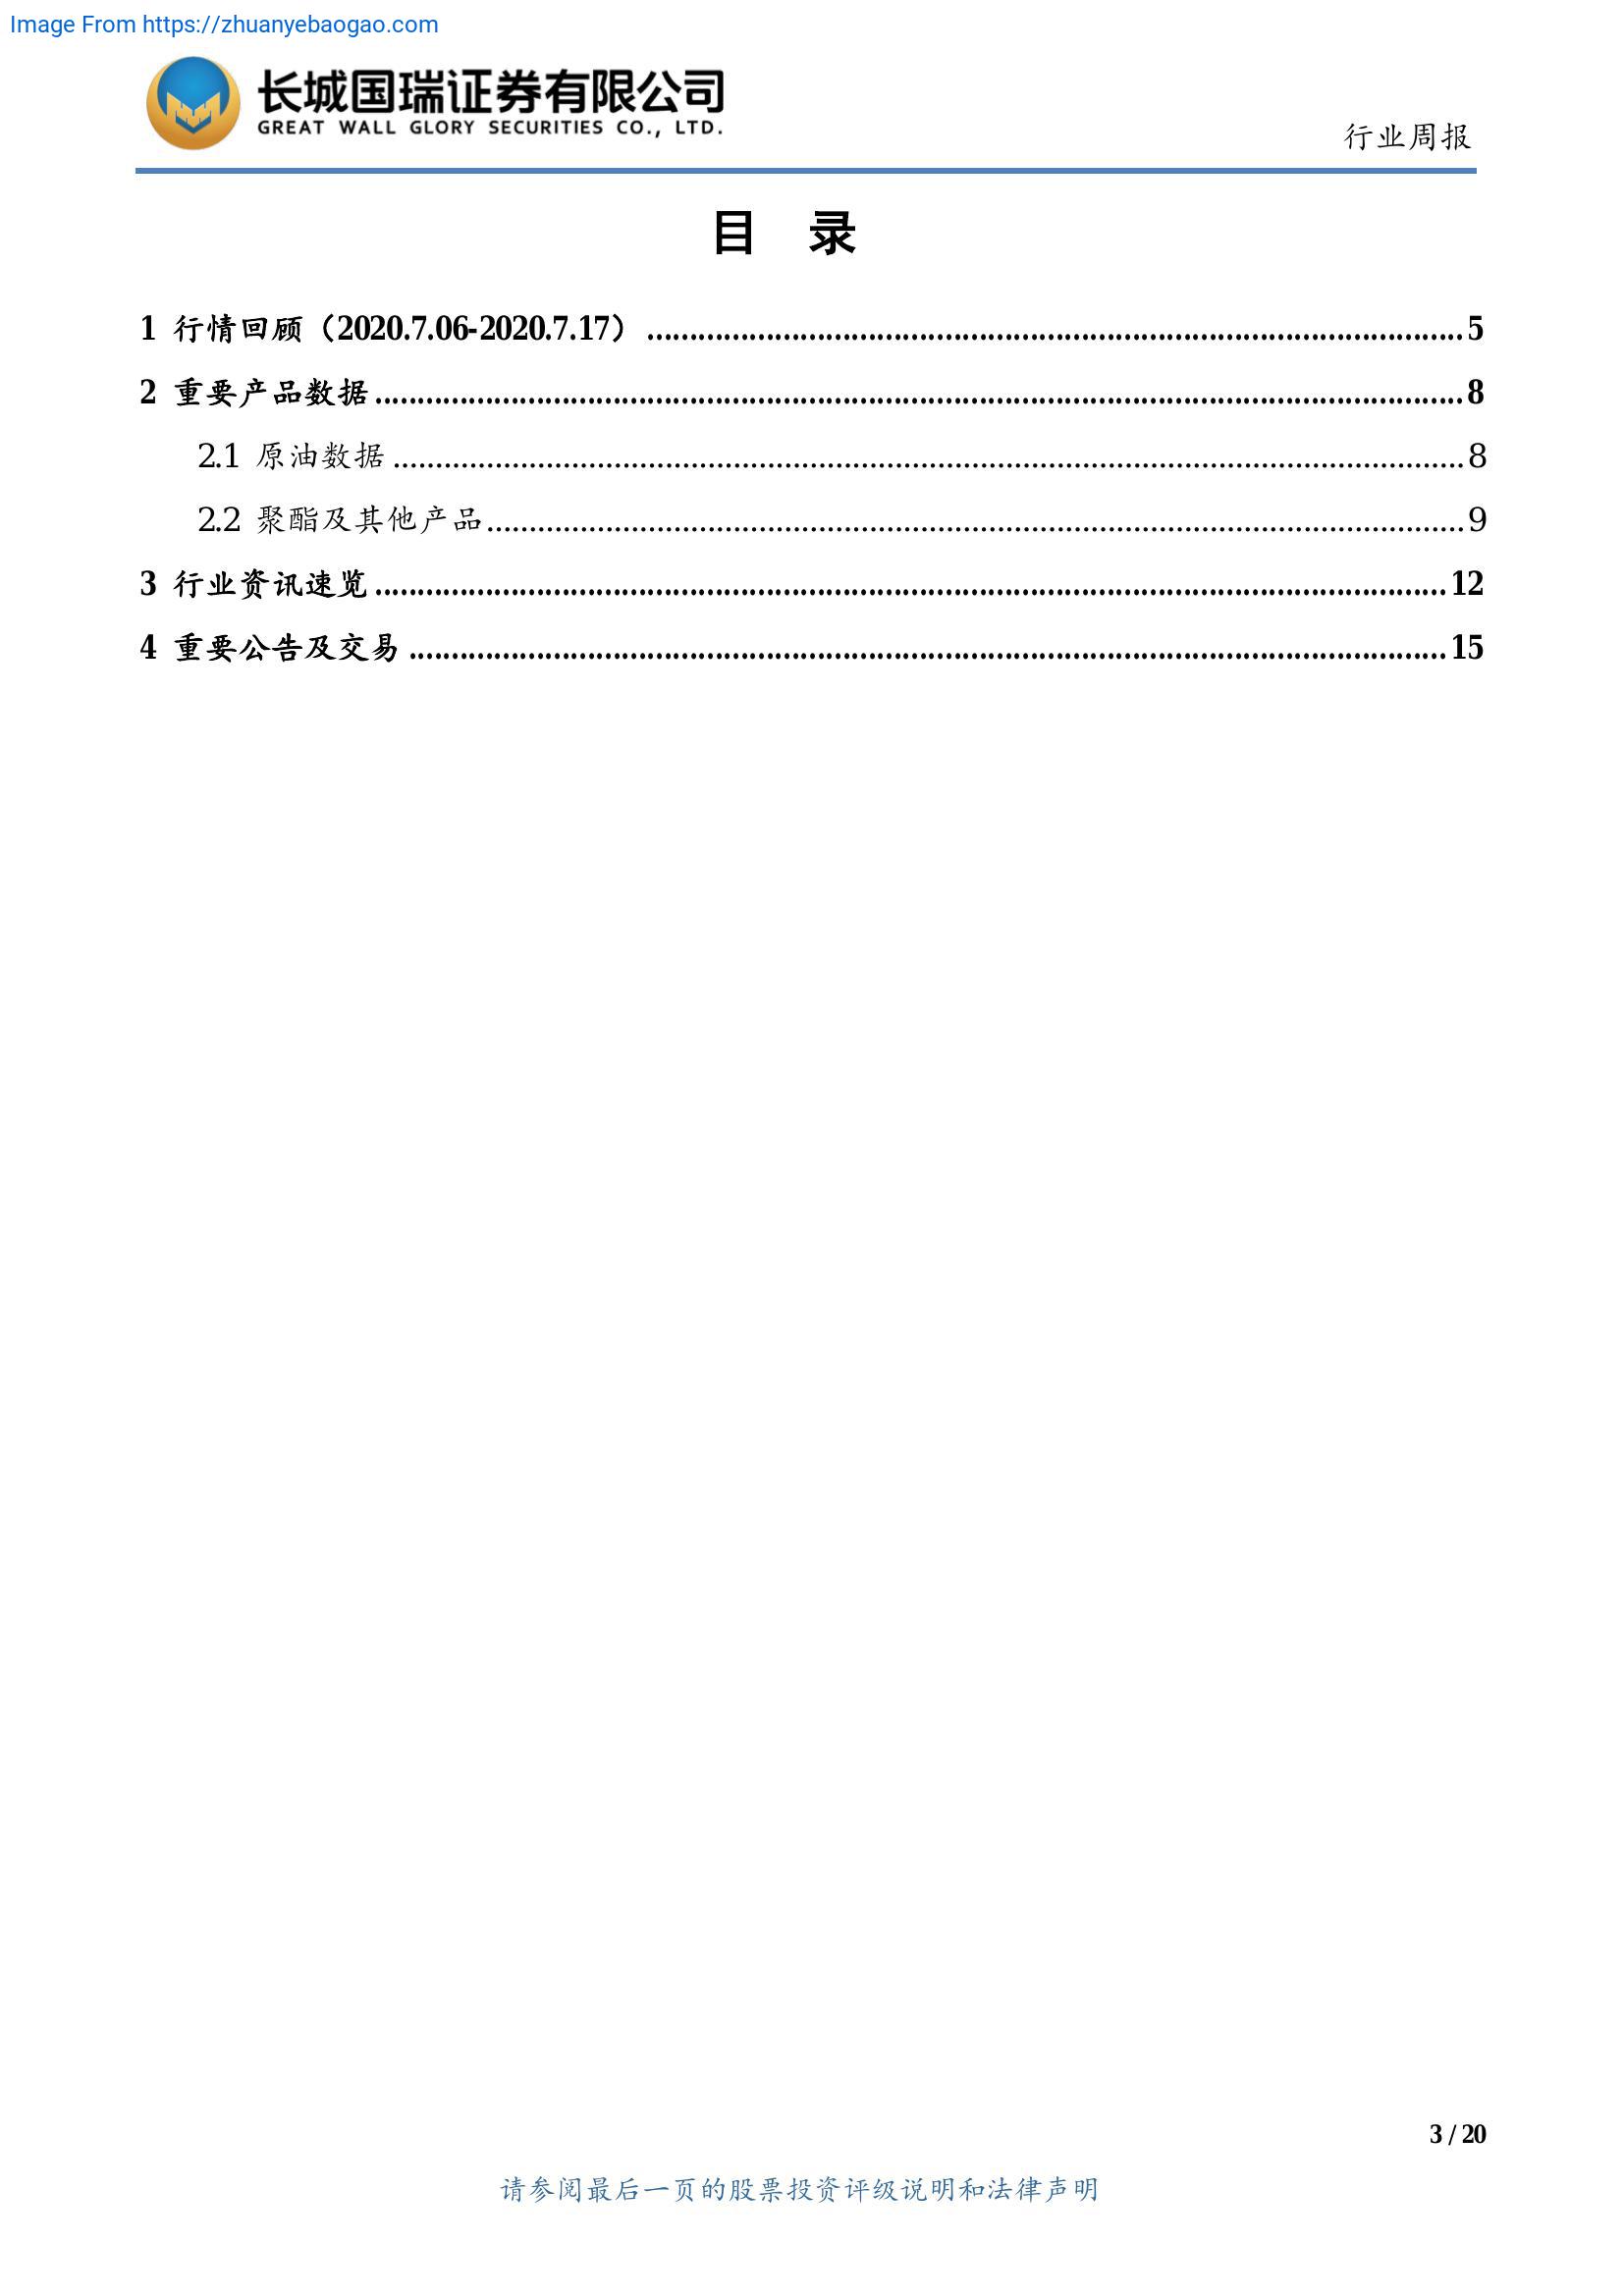 Image From https://zhuanyebaogao.com
长城国瑞证券有限公司
GREAT WALL GLORY SECURITIES CO., LTD.
行业周报
目 录
1 行情回顾（2020.7.06-2020.7.17） ........................................ 5
2 重要产品数据 ........................................ 8
2.1 原油数据 ........................................ 8
2.2 聚酯及其他产品 ........................................ 9
3 行业资讯速览 ........................................ 12
4 重要公告及交易 ........................................ 15
3 / 20
请参阅最后一页的股票投资评级说明和法律声明